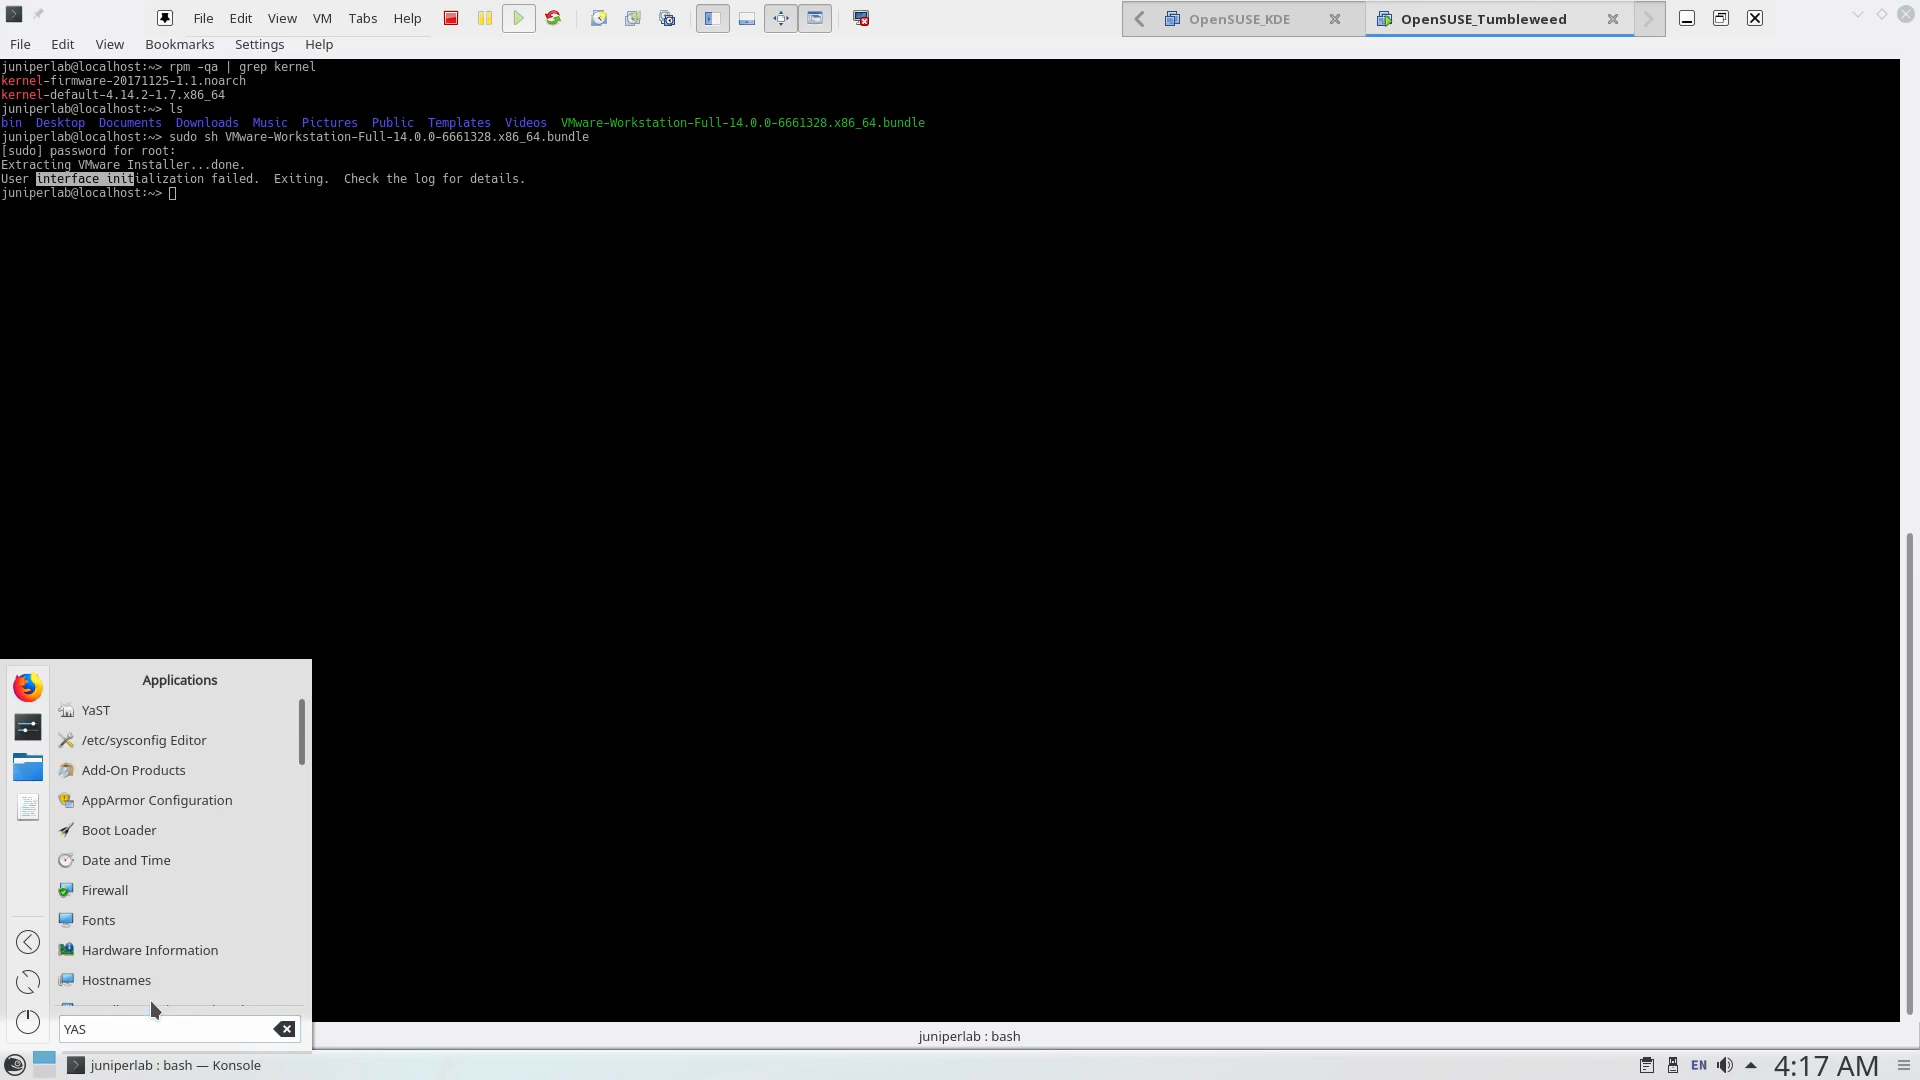 File Edit View VM Tabs Help
OpenSUSE_KDE
OpenSUSE_Tumbleweed
File Edit View Bookmarks Settings Help
juniperlab@localhost:~> rpm -qa | grep kernel
kernel-firmware-20171125-1.1.noarch
kernel-default-4.14.2-1.7.x86_64
juniperlab@localhost:~> ls
bin Desktop Documents Downloads Music Pictures Public Templates Videos VMware-Workstation-Full-14.0.0-6661328.x86_64.bundle
juniperlab@localhost:~> sudo sh VMware-Workstation-Full-14.0.0-6661328.x86_64.bundle
[sudo] password for root:
Extracting VMware Installer...done.
User interface initialization failed. Exiting. Check the log for details.
juniperlab@localhost:~>
Applications
YaST
/etc/sysconfig Editor
Add-On Products
AppArmor Configuration
Boot Loader
Date and Time
Firewall
Fonts
Hardware Information
Hostnames
YAS
juniperlab : bash
juniperlab : bash — Konsole
EN
4:17 AM